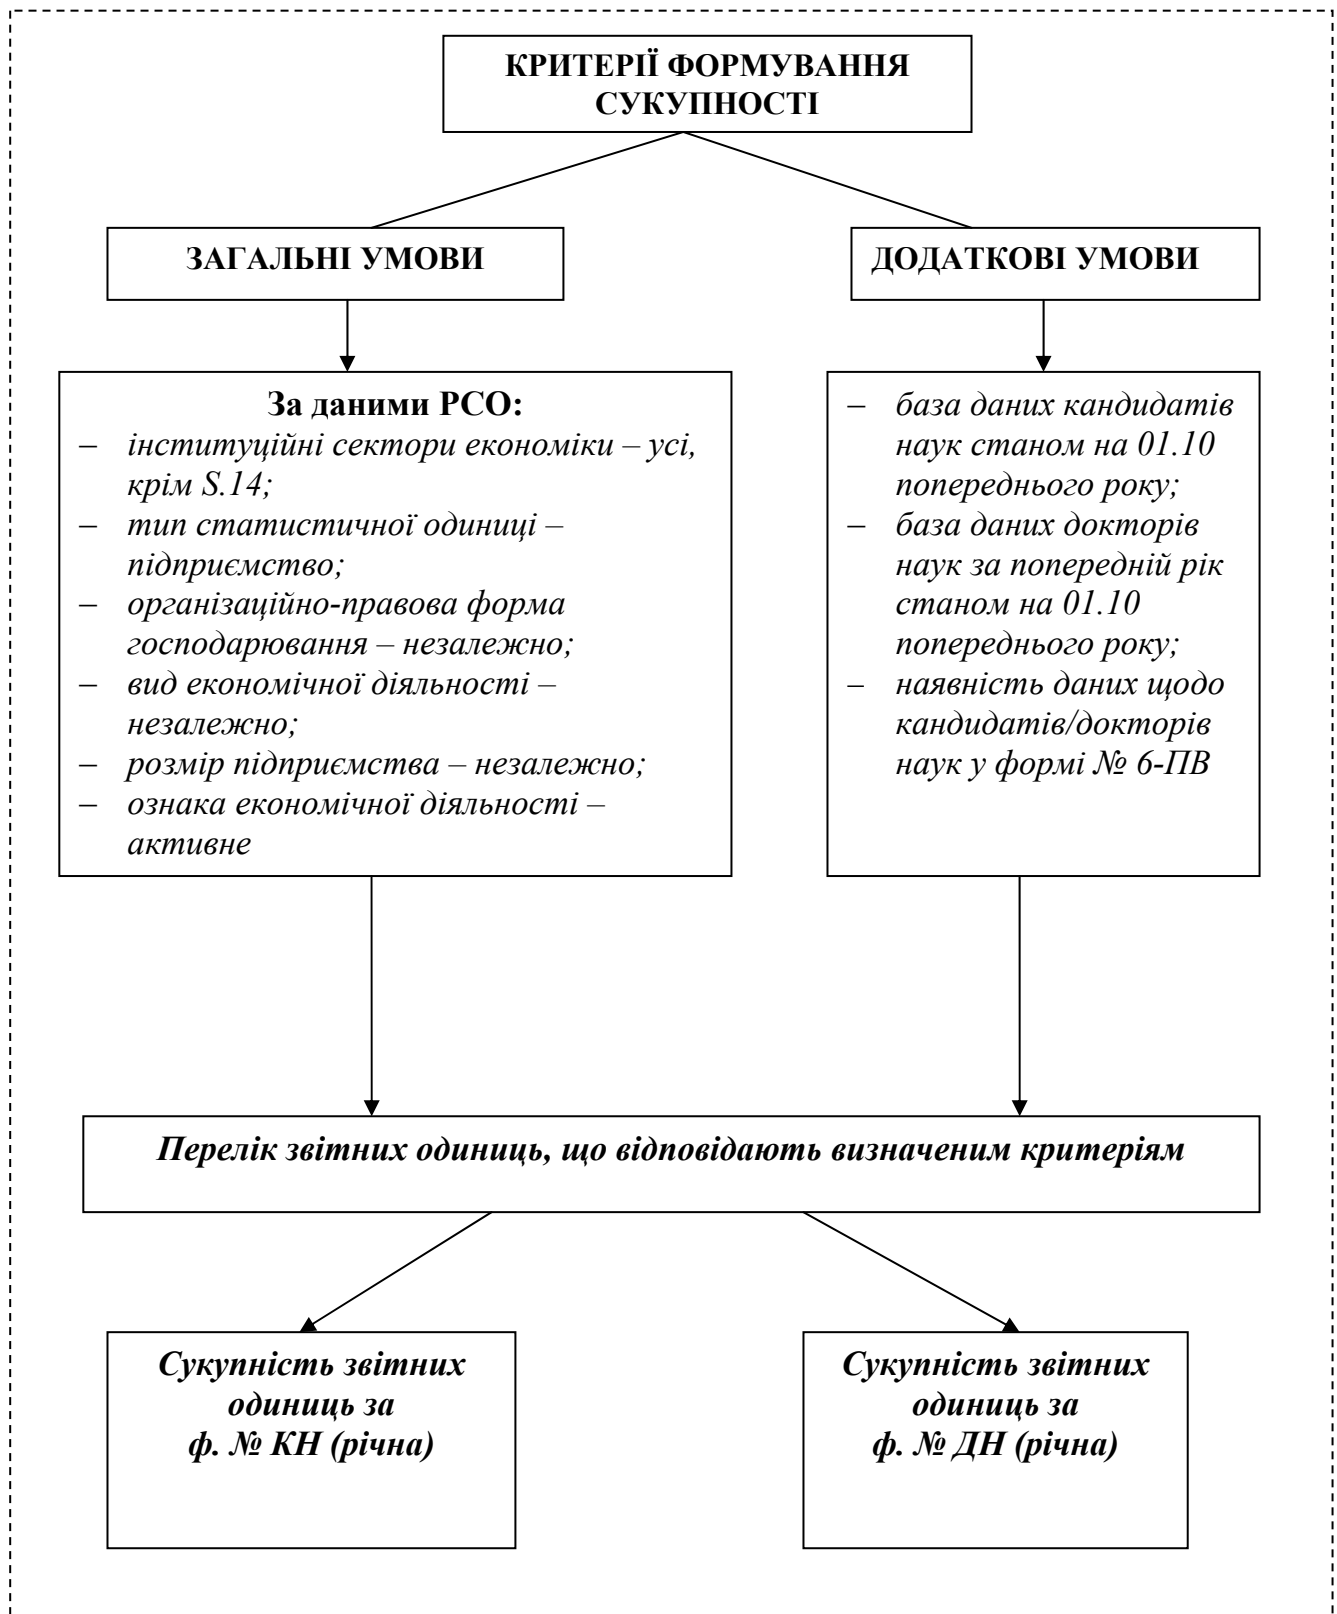 КРИТЕРІЇ ФОРМУВАННЯ
СУКУПНОСТІ
ЗАГАЛЬНІ УМОВИ
ДОДАТКОВІ УМОВИ
За даними РСО:
– інституційні сектори економіки – усі,
крім S.14;
– тип статистичної одиниці –
підприємство;
– організаційно-правова форма
господарювання – незалежно;
– вид економічної діяльності –
незалежно;
– розмір підприємства – незалежно;
– ознака економічної діяльності –
активне
– база даних кандидатів
наук станом на 01.10
попереднього року;
– база даних докторів
наук за попередній рік
станом на 01.10
попереднього року;
– наявність даних щодо
кандидатів/докторів
наук у формі № 6-ПВ
Перелік звітних одиниць, що відповідають визначеним критеріям
Сукупність звітних
одиниць за
ф. № КН (річна)
Сукупність звітних
одиниць за
ф. № ДН (річна)